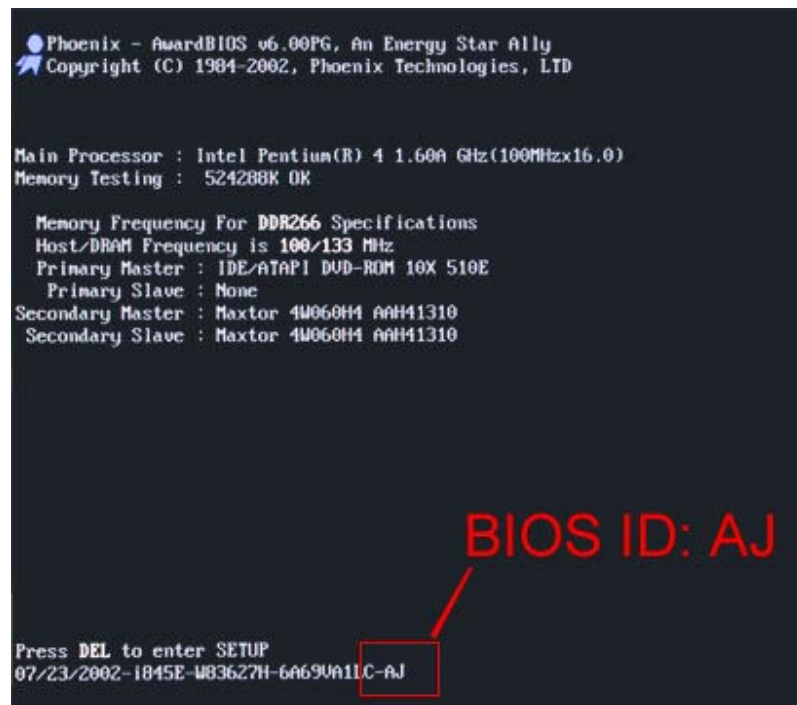 Phoenix - AwardBIOS v6.00PG, An Energy Star Ally
Copyright (C) 1984-2002, Phoenix Technologies, LTD
Main Processor : Intel Pentium(R) 4 1.60A GHz(100MHzx16.0)
Memory Testing : 524288K OK
Memory Frequency For DDR266 Specifications
Host/DRAM Frequency is 100/133 MHz
Primary Master : IDE/ATAPI DVD-ROM 10X 510E
Primary Slave : None
Secondary Master : Maxtor 4W060H4 AAH41310
Secondary Slave : Maxtor 4W060H4 AAH41310
BIOS ID: AJ
Press DEL to enter SETUP
07/23/2002-i845E-W83627H-6A69VA1LC-AJ